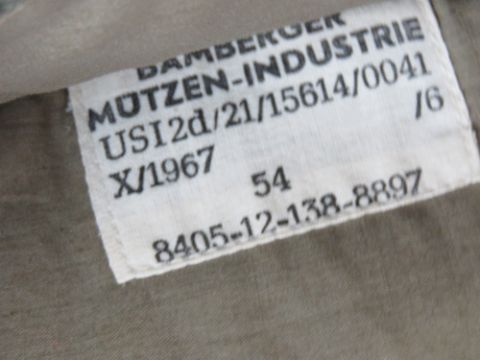 BAMBERGER
MÜTZEN-INDUSTRIE
USI2d/21/15614/0041
/6
X/1967
54
8405-12-138-8897